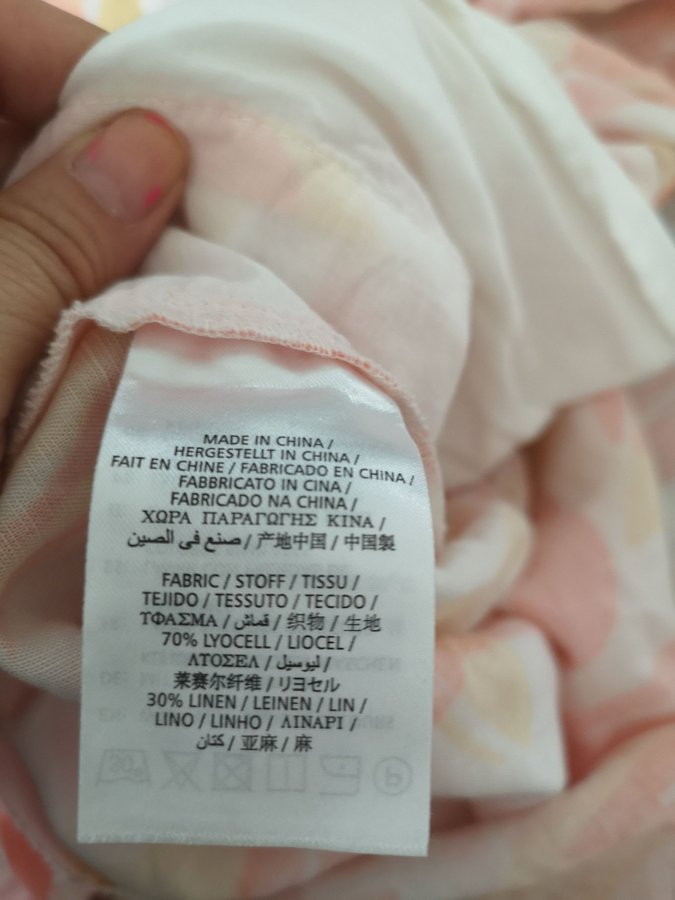 MADE IN CHINA /
HERGESTELLT IN CHINA /
FAIT EN CHINE / FABRICADO EN CHINA /
FABBRICATO IN CINA /
FABRICADO NA CHINA /
ΧΩΡΑ ΠΑΡΑΓΩΓΗΣ ΚΙΝΑ /
صنع في الصين / 产地中国 / 中国製
FABRIC / STOFF / TISSU /
TEJIDO / TESSUTO / TECIDO /
ΥΦΑΣΜΑ / قماش / 织物 / 生地
70% LYOCELL / LIOCEL /
ΛΥΟΣΕΛ / ليوسيل /
莱赛尔纤维 / リヨセル
30% LINEN / LEINEN / LIN /
LINO / LINHO / ΛΙΝΑΡΙ /
كتان / 亚麻 / 麻